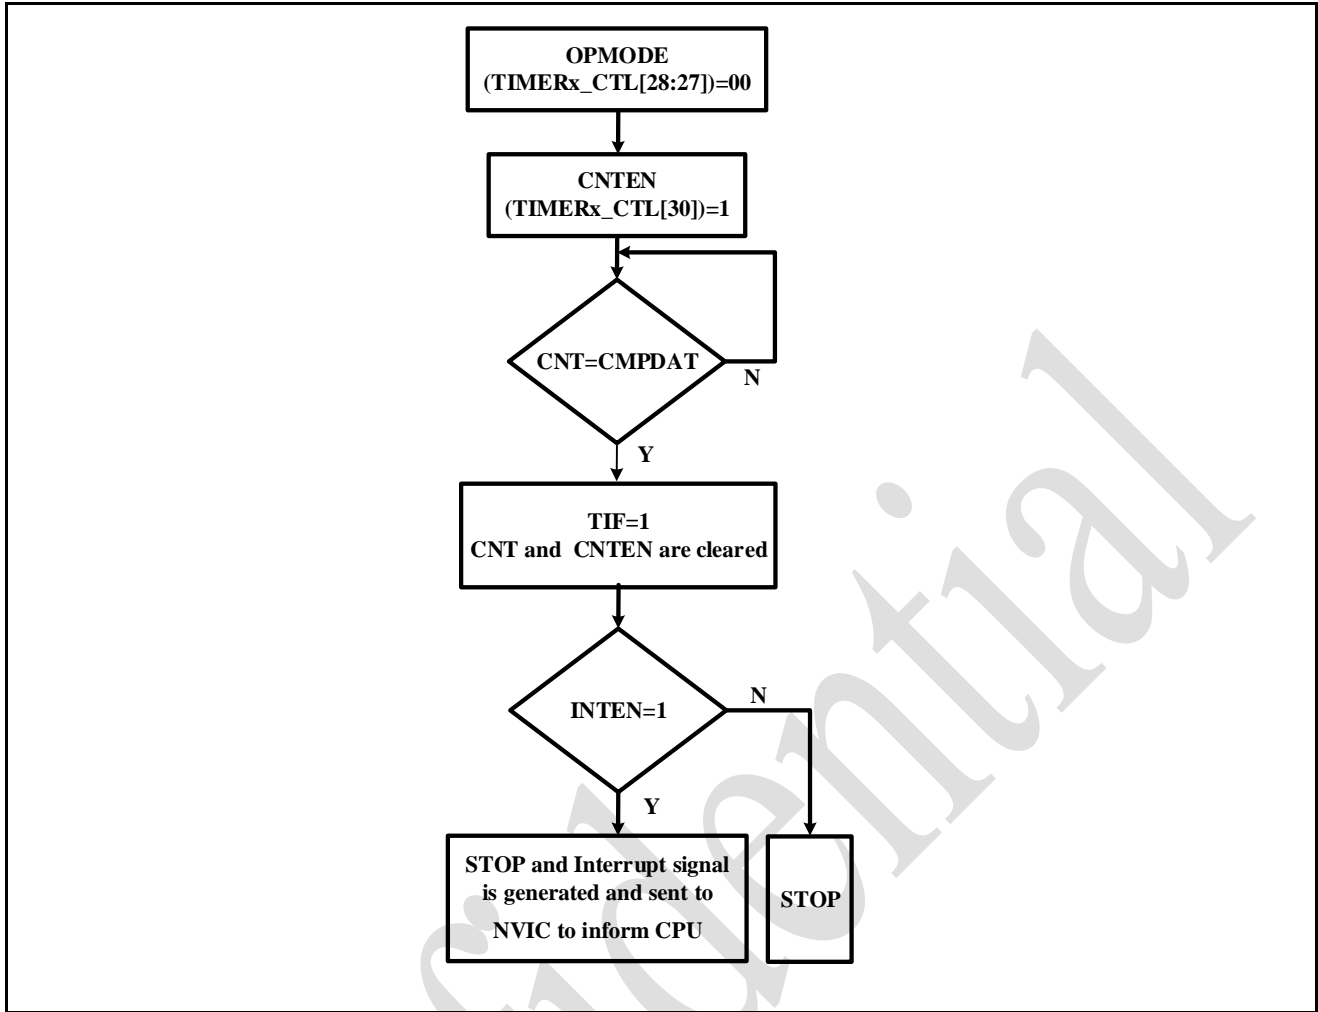 OPMODE
(TIMERx_CTL[28:27])=00
CNTEN
(TIMERx_CTL[30])=1
CNT=CMPDAT
N
Y
TIF=1
CNT and CNTEN are cleared
INTEN=1
N
Y
STOP and Interrupt signal
is generated and sent to
NVIC to inform CPU
STOP
fidential